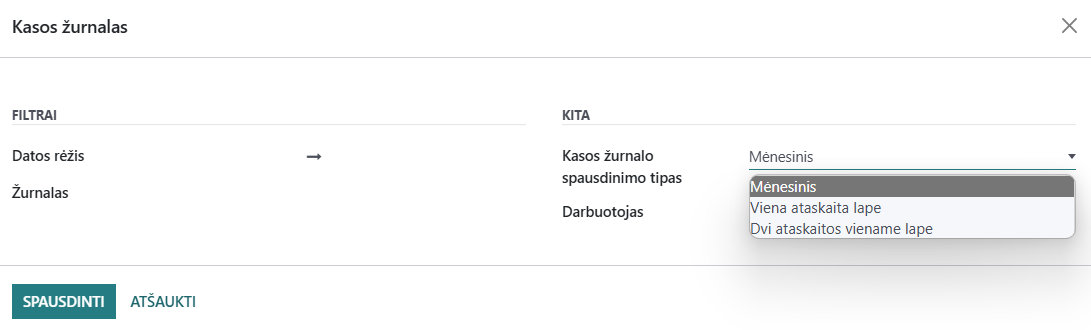 Kasos žurnalas
FILTRAI
Datos rėžis →
Žurnalas
KITA
Kasos žurnalo
spausdinimo tipas
Mėnesinis
Mėnesinis
Viena ataskaita lape
Dvi ataskaitos viename lape
Darbuotojas
SPAUSDINTI
ATŠAUKTI